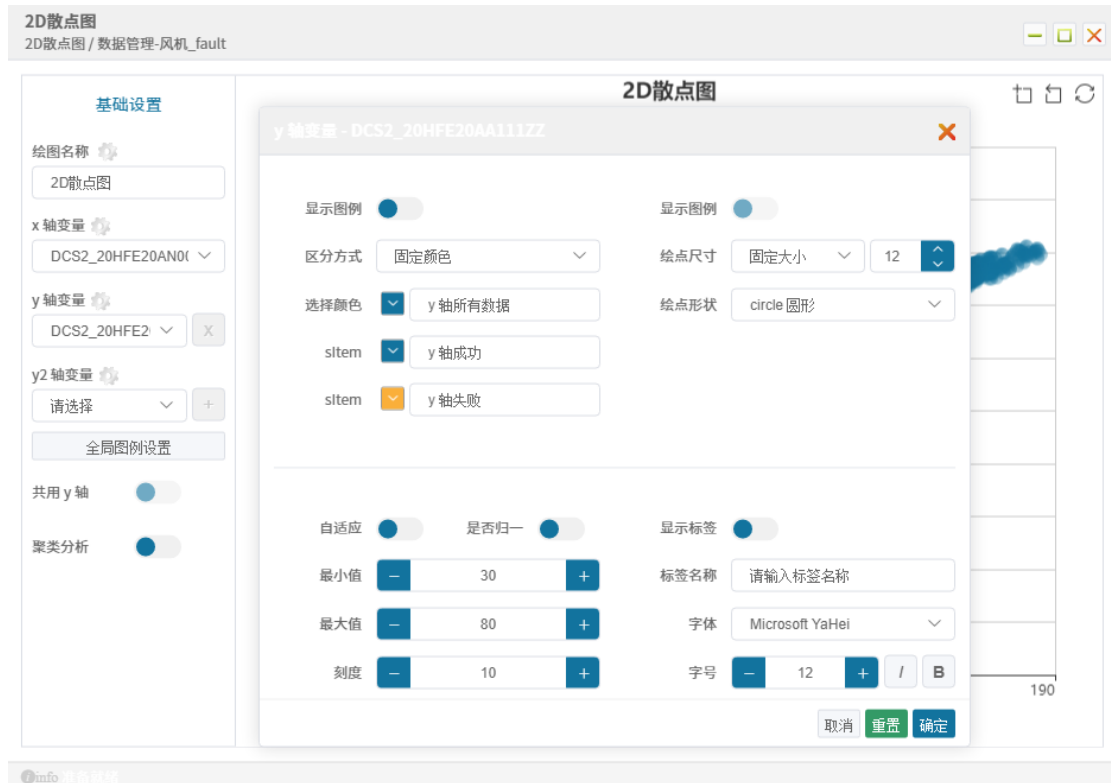 2D散点图
2D散点图 / 数据管理-风机_fault
基础设置
绘图名称
2D散点图
x 轴变量
DCS2_20HFE20AN0(
y 轴变量
DCS2_20HFE2(
X
y2 轴变量
请选择
+
全局图例设置
共用 y 轴
聚类分析
2D散点图
y 轴变量 - DCS2_20HFE20AA111ZZ
显示图例
显示图例
区分方式 固定颜色
绘点尺寸 固定大小 12
选择颜色 y 轴所有数据
绘点形状 circle 圆形
sItem y 轴成功
sItem y 轴失败
自适应 是否归一 显示标签
最小值 − 30 +
标签名称 请输入标签名称
最大值 − 80 +
字体 Microsoft YaHei
刻度 − 10 +
字号 − 12 + I B
190
取消 重置 确定
info 准备就绪